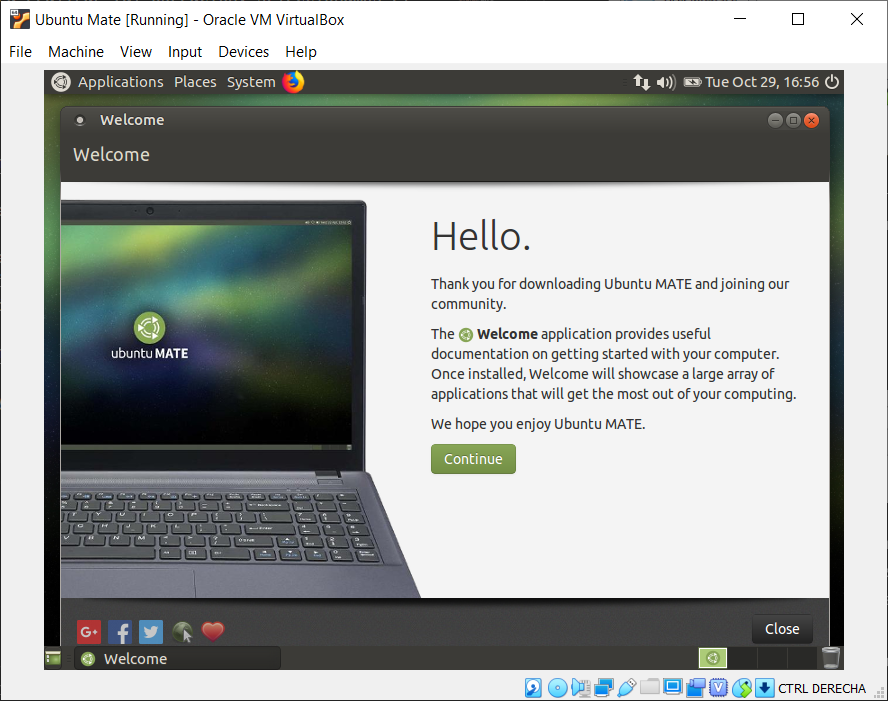 Ubuntu Mate [Running] - Oracle VM VirtualBox
File Machine View Input Devices Help
Applications Places System Tue Oct 29, 16:56
Welcome
Welcome
Hello.
Thank you for downloading Ubuntu MATE and joining our
community.
The Welcome application provides useful
documentation on getting started with your computer.
Once installed, Welcome will showcase a large array of
applications that will get the most out of your computing.
We hope you enjoy Ubuntu MATE.
Continue
ubuntu MATE
G+ f
Close
Welcome
V
CTRL DERECHA